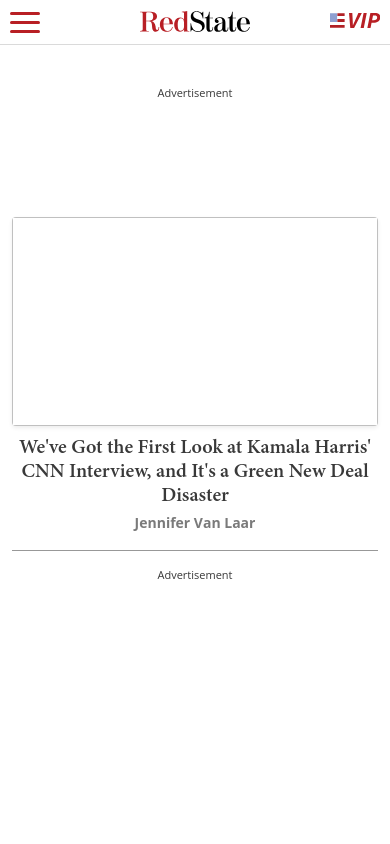 RedState
VIP
Advertisement
We've Got the First Look at Kamala Harris'
CNN Interview, and It's a Green New Deal
Disaster
Jennifer Van Laar
Advertisement